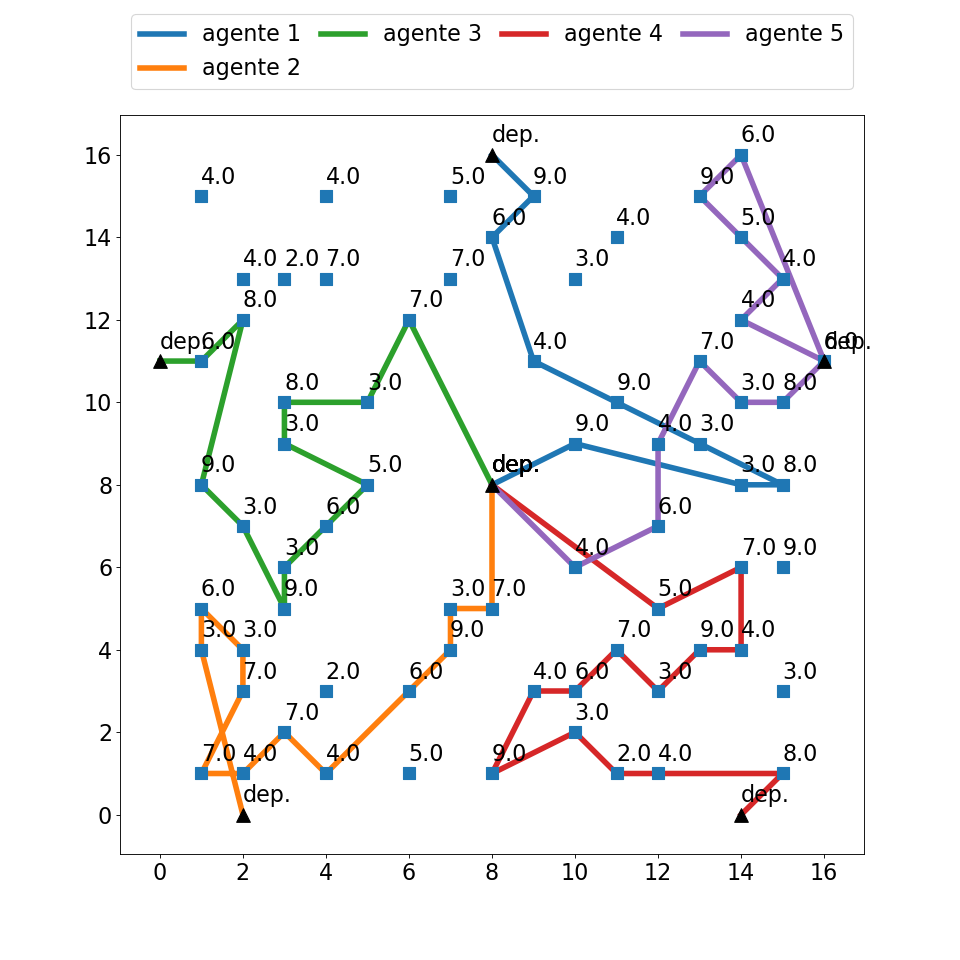 agente 1 agente 3 agente 4 agente 5
agente 2
16 dep. 6.0
4.0 4.0 5.0 9.0 9.0
14 6.0 4.0 5.0
4.0 2.0 7.0 7.0 3.0 4.0
12 8.0 7.0 4.0
dep. 6.0 4.0 7.0 6.0 dep.
10 8.0 3.0 9.0 3.0 8.0
3.0 9.0 4.0 3.0
8 9.0 5.0 dep. 3.0 8.0
3.0 6.0 6.0
6 3.0 4.0 7.0 9.0
6.0 9.0 3.0 7.0 5.0
4 3.0 3.0 9.0 7.0 9.0 4.0
7.0 2.0 6.0 4.0 6.0 3.0 3.0
2 7.0 3.0
7.0 4.0 4.0 5.0 9.0 2.0 4.0 8.0
0 dep. dep.
0 2 4 6 8 10 12 14 16